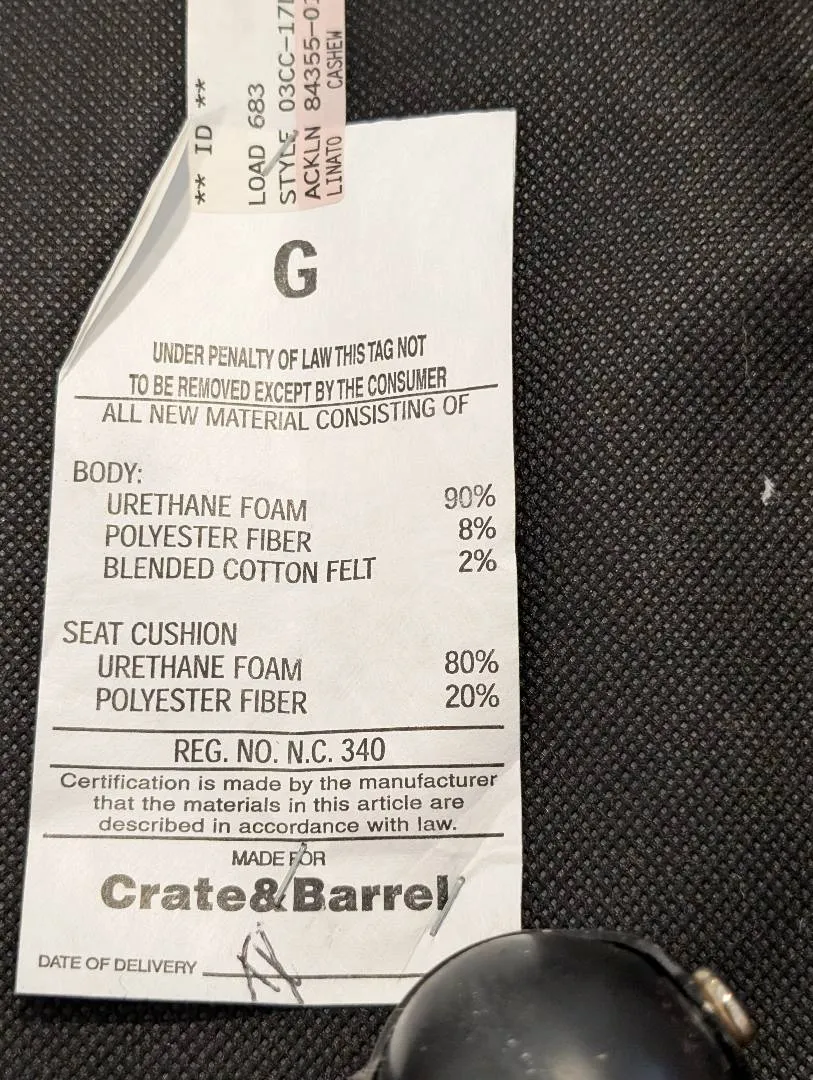 ** ID **
LOAD 683
STYLE 03CC-17
ACKLN 84355-01
LINATO CASHEW
G
UNDER PENALTY OF LAW THIS TAG NOT
TO BE REMOVED EXCEPT BY THE CONSUMER
ALL NEW MATERIAL CONSISTING OF
BODY:
URETHANE FOAM 90%
POLYESTER FIBER 8%
BLENDED COTTON FELT 2%
SEAT CUSHION
URETHANE FOAM 80%
POLYESTER FIBER 20%
REG. NO. N.C. 340
Certification is made by the manufacturer
that the materials in this article are
described in accordance with law.
MADE FOR
Crate&Barrel
DATE OF DELIVERY